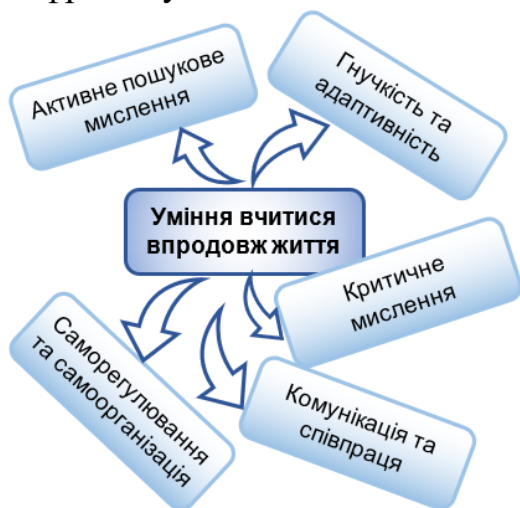 Активне пошукове
мислення
Гнучкість та
адаптивність
Уміння вчитися
впродовж життя
Критичне
мислення
Саморегулювання
та самоорганізація
Комунікація та
співпраця